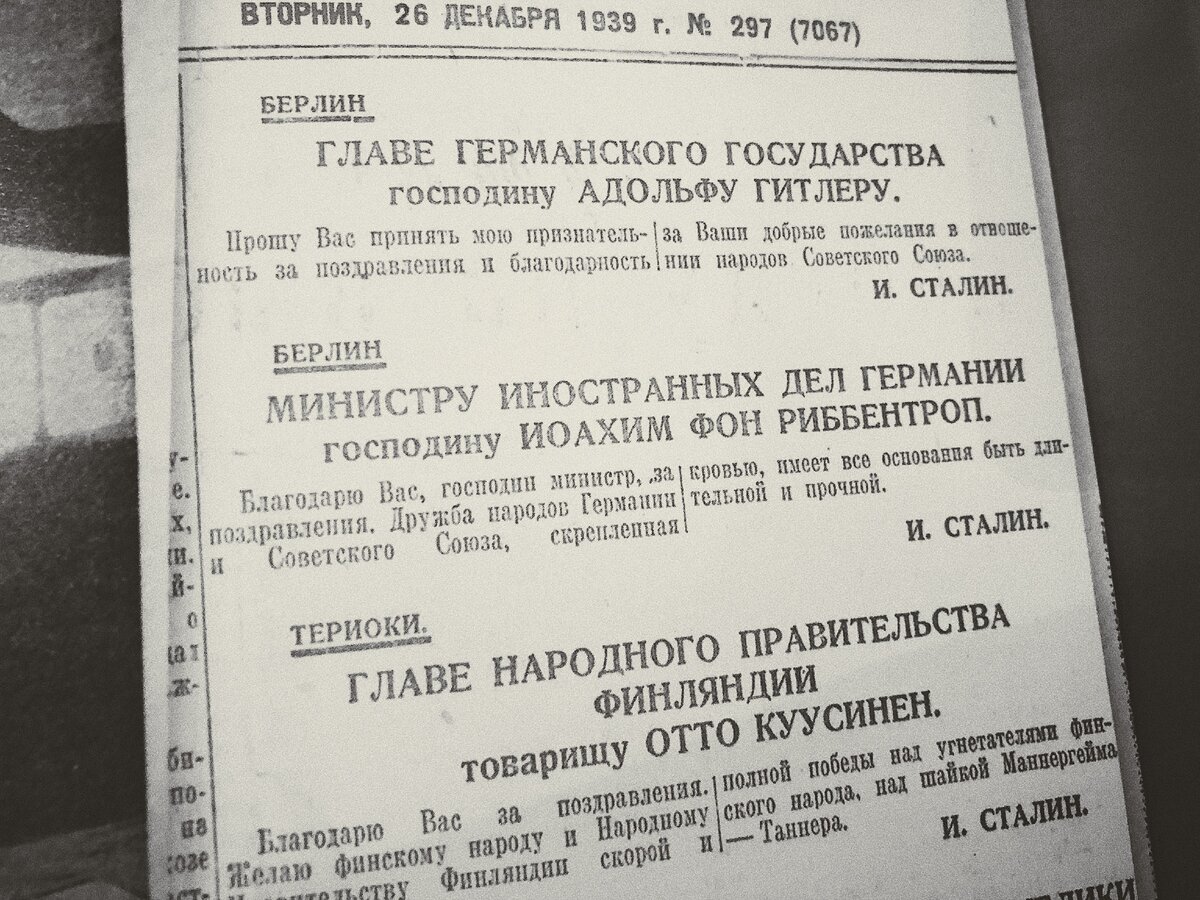 ВТОРНИК, 26 ДЕКАБРЯ 1939 г. № 297 (7067)
БЕРЛИН
ГЛАВЕ ГЕРМАНСКОГО ГОСУДАРСТВА
господину АДОЛЬФУ ГИТЛЕРУ.
Прошу Вас принять мою признатель-
ность за поздравления и благодарность
за Ваши добрые пожелания в отноше-
нии народов Советского Союза.
И. СТАЛИН.
БЕРЛИН
МИНИСТРУ ИНОСТРАННЫХ ДЕЛ ГЕРМАНИИ
господину ИОАХИМ ФОН РИББЕНТРОП.
Благодарю Вас, господин министр, за
поздравления. Дружба народов Германии
и Советского Союза, скрепленная
кровью, имеет все основания быть дли-
тельной и прочной.
И. СТАЛИН.
ТЕРИОКИ.
ГЛАВЕ НАРОДНОГО ПРАВИТЕЛЬСТВА
ФИНЛЯНДИИ
товарищу ОТТО КУУСИНЕН.
Благодарю Вас за поздравления.
Желаю финскому народу и Народному
Финляндии скорой и
полной победы над угнетателями фин-
ского народа, над шайкой Маннергейма
— Таннера.
И. СТАЛИН.